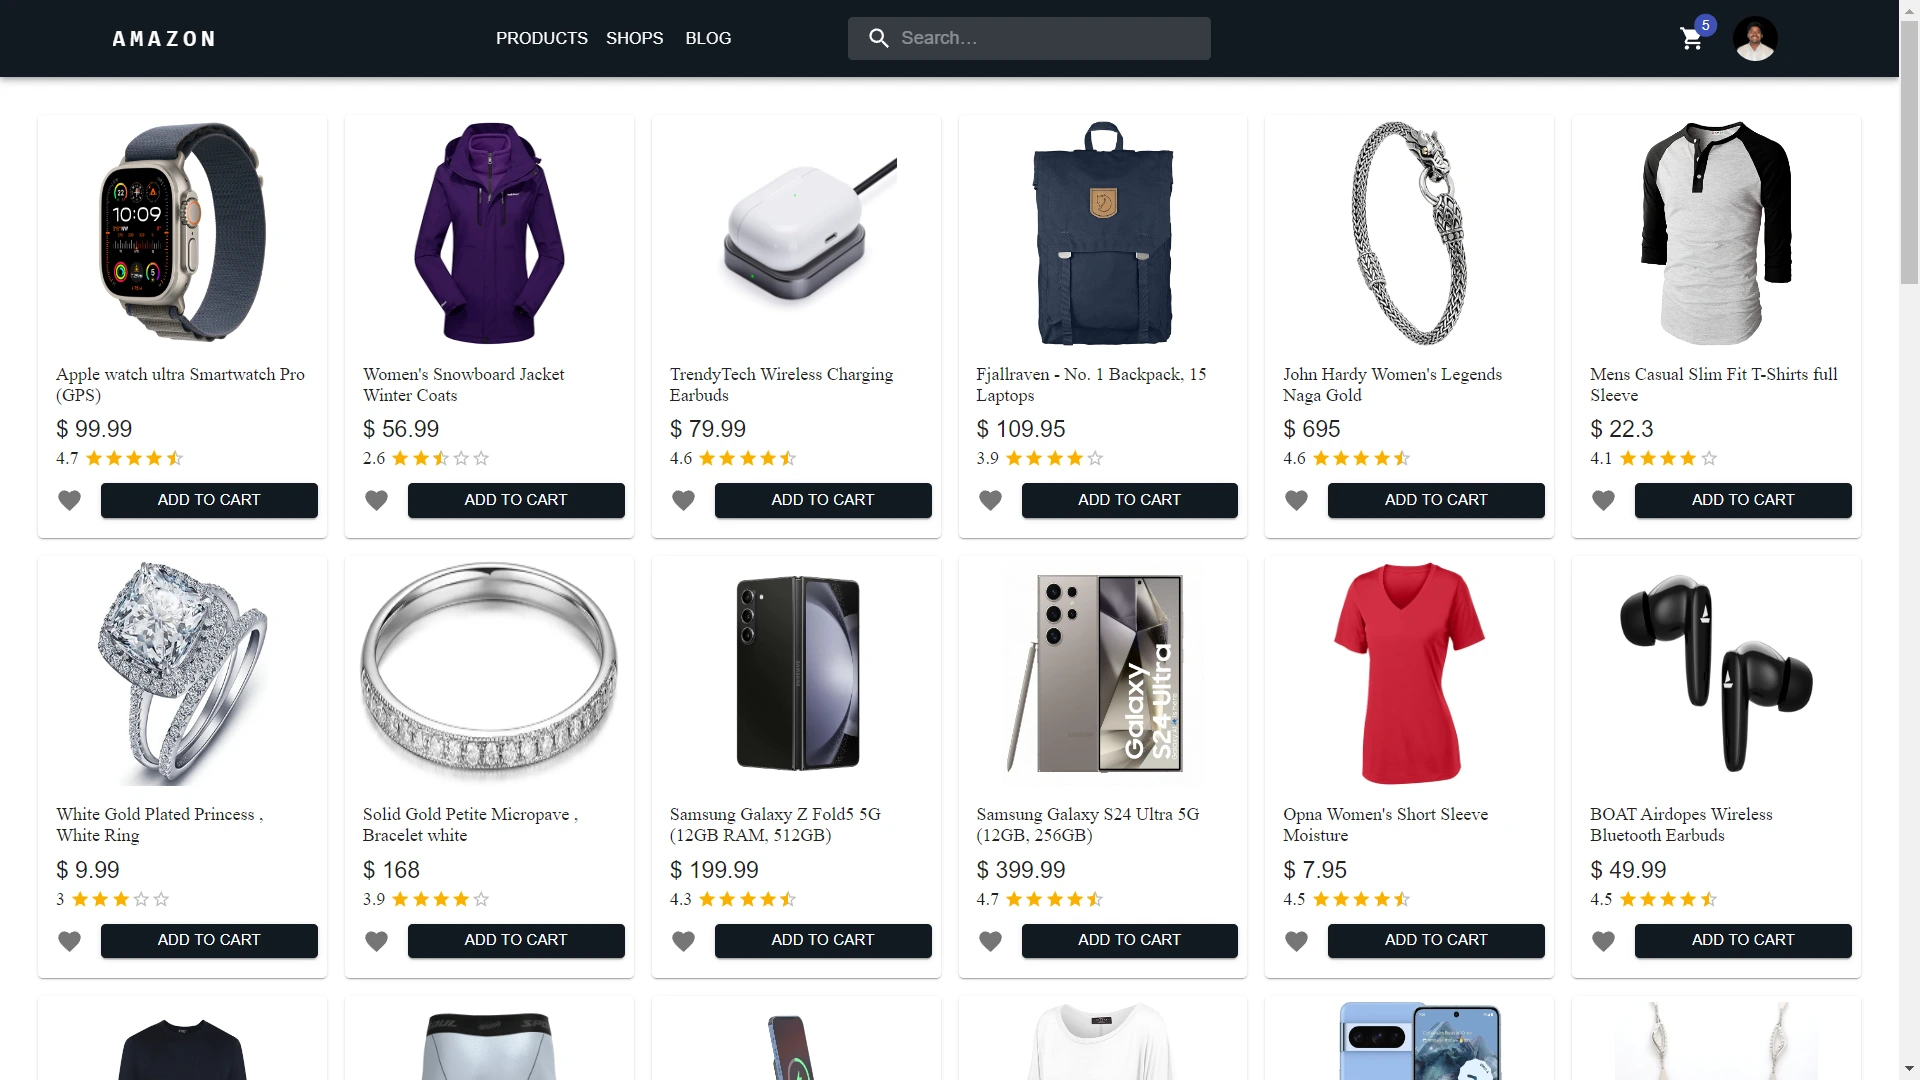 AMAZON
PRODUCTS SHOPS BLOG
Search...
5
22
10:09
Apple watch ultra Smartwatch Pro
(GPS)
$ 99.99
4.7
ADD TO CART
Women's Snowboard Jacket
Winter Coats
$ 56.99
2.6
ADD TO CART
TrendyTech Wireless Charging
Earbuds
$ 79.99
4.6
ADD TO CART
Fjallraven - No. 1 Backpack, 15
Laptops
$ 109.95
3.9
ADD TO CART
John Hardy Women's Legends
Naga Gold
$ 695
4.6
ADD TO CART
Mens Casual Slim Fit T-Shirts full
Sleeve
$ 22.3
4.1
ADD TO CART
White Gold Plated Princess ,
White Ring
$ 9.99
3
ADD TO CART
Solid Gold Petite Micropave ,
Bracelet white
$ 168
3.9
ADD TO CART
Samsung Galaxy Z Fold5 5G
(12GB RAM, 512GB)
$ 199.99
4.3
ADD TO CART
Galaxy
S24 Ultra
Samsung Galaxy S24 Ultra 5G
(12GB, 256GB)
$ 399.99
4.7
ADD TO CART
Opna Women's Short Sleeve
Moisture
$ 7.95
4.5
ADD TO CART
BOAT Airdopes Wireless
Bluetooth Earbuds
$ 49.99
4.5
ADD TO CART